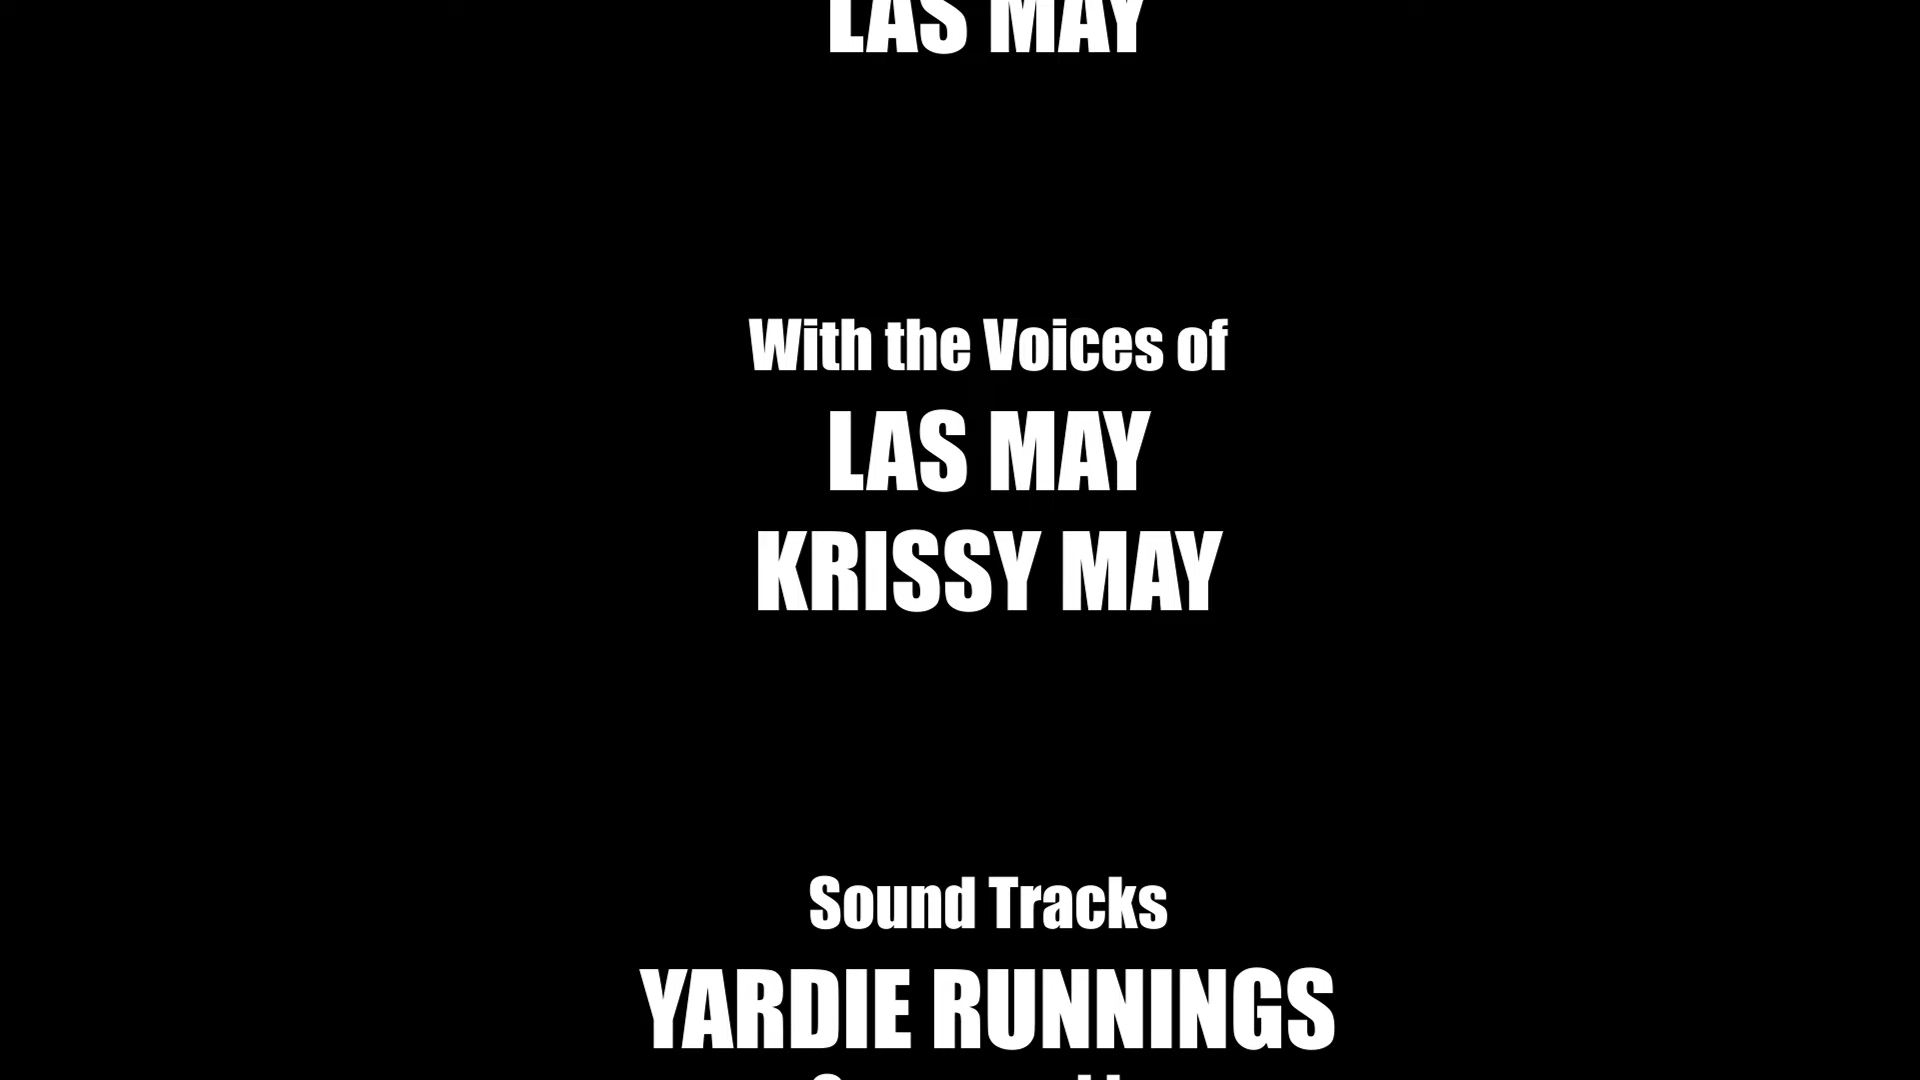 LAS MAY
With the Voices of
LAS MAY
KRISSY MAY
Sound Tracks
YARDIE RUNNINGS